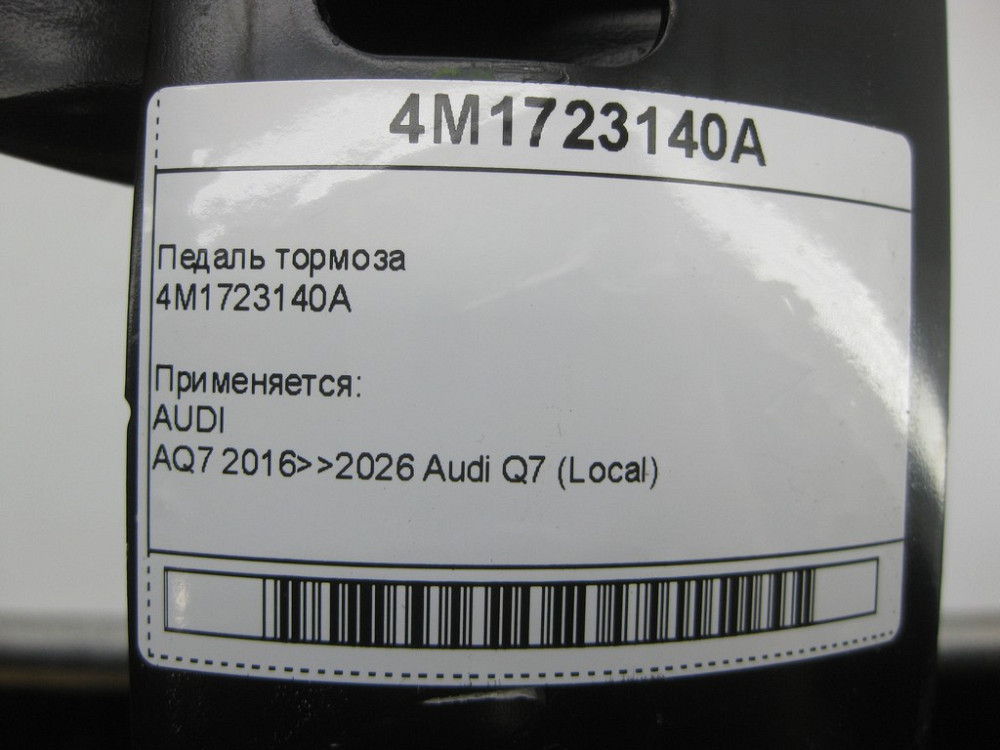 4M1723140A
Педаль тормоза
4M1723140A
Применяется:
AUDI
AQ7 2016>>2026 Audi Q7 (Local)